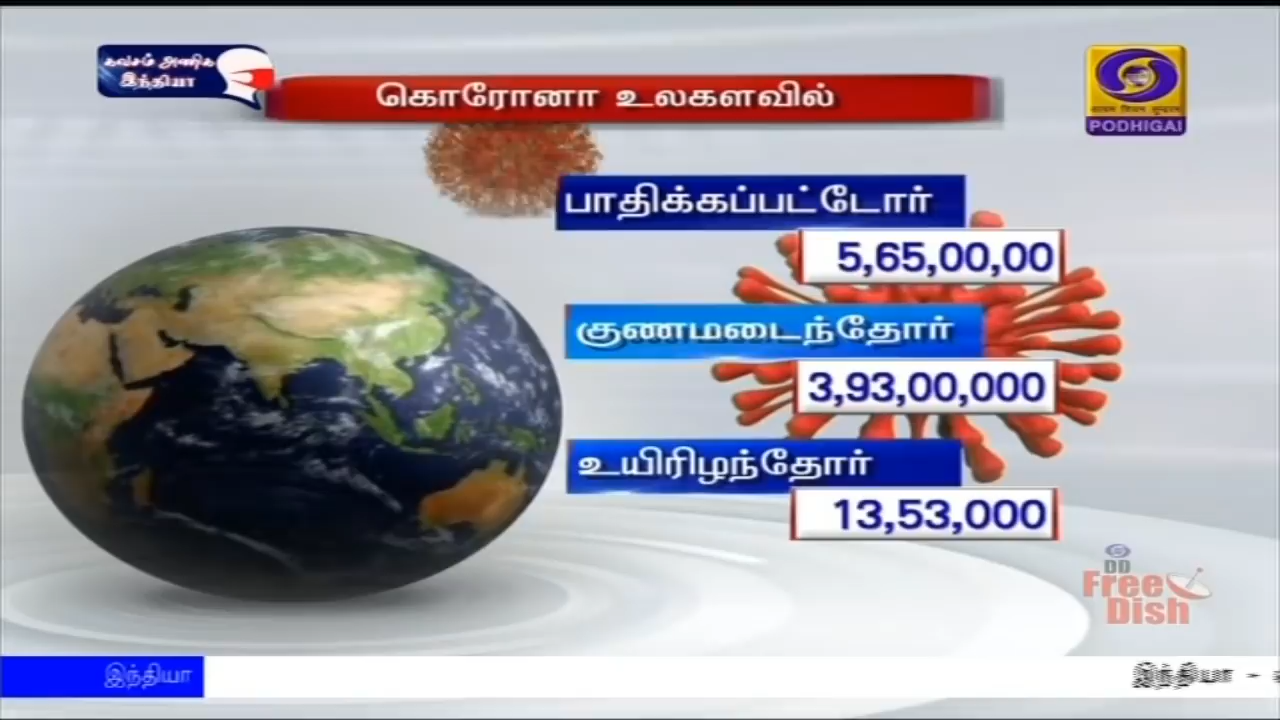 கவசம் அணிக
இந்தியா
கொரோனா உலகளவில்
PODHIGAI
பாதிக்கப்பட்டோர்
5,65,00,00
குணமடைந்தோர்
3,93,00,000
உயிரிழந்தோர்
13,53,000
DD
Free
Dish
இந்தியா
இந்தியா -